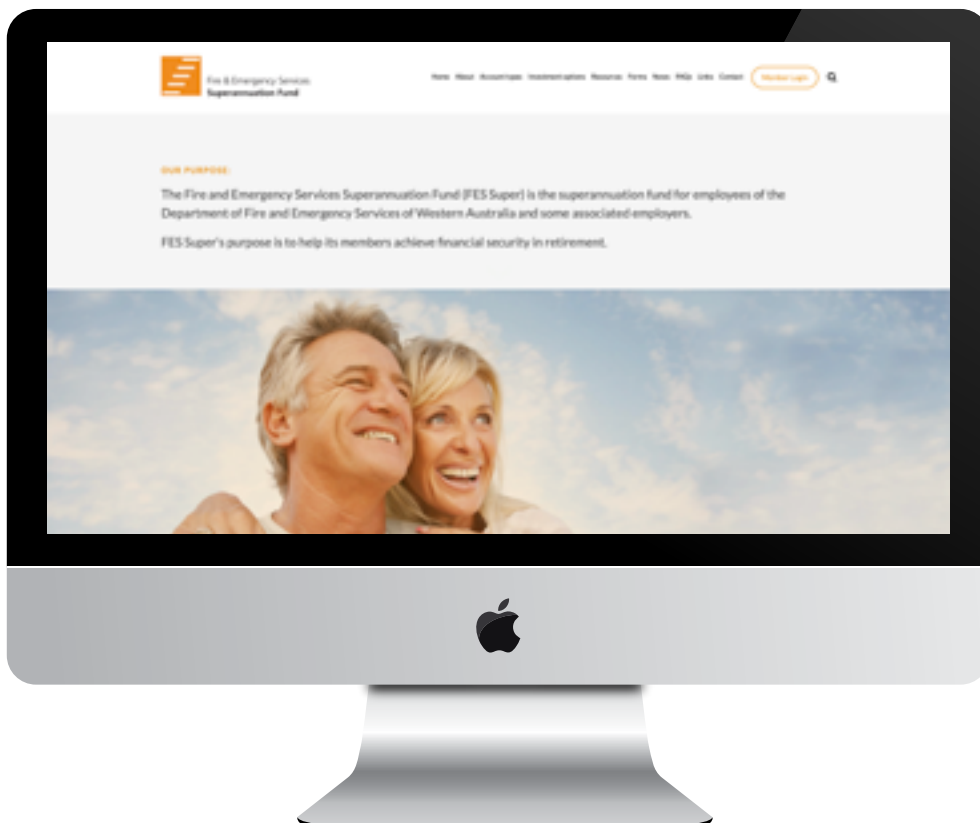 Fire & Emergency Services
Superannuation Fund
Home About Account types Investment options Resources Forms News FAQs Links Contact Member Login
OUR PURPOSE:
The Fire and Emergency Services Superannuation Fund (FES Super) is the superannuation fund for employees of the
Department of Fire and Emergency Services of Western Australia and some associated employers.
FES Super's purpose is to help its members achieve financial security in retirement.